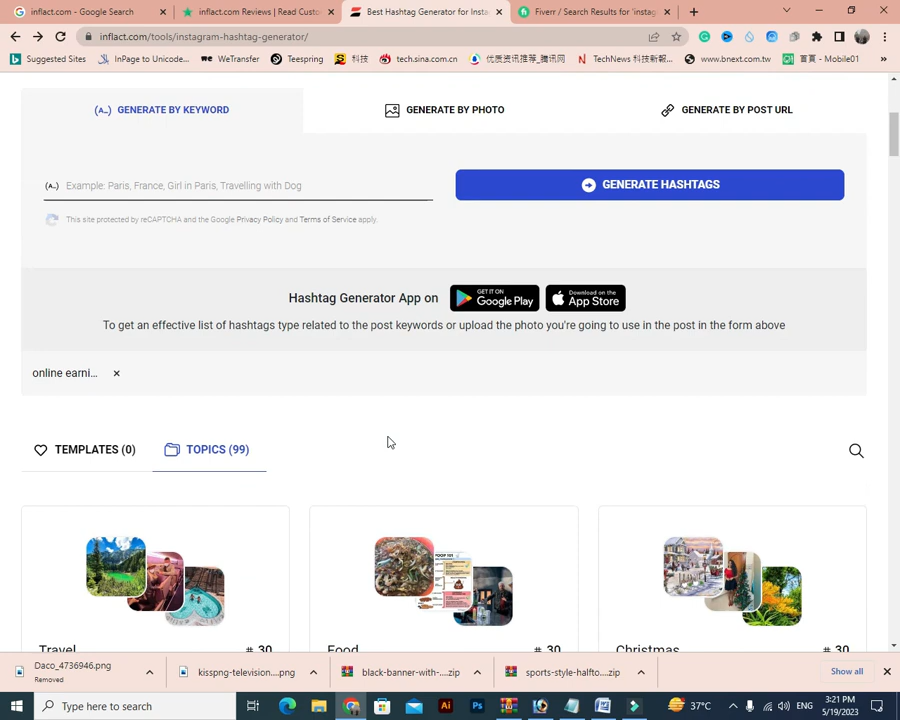 inflact.com - Google Search
inflact.com Reviews | Read Custo
Best Hashtag Generator for Insta
Fiverr / Search Results for 'instag
inflact.com/tools/instagram-hashtag-generator/
Suggested Sites
InPage to Unicode...
WeTransfer
Teespring
科技
tech.sina.com.cn
优质资讯推荐_腾讯网
TechNews 科技新報...
www.bnext.com.tw
首頁 - Mobile01
GENERATE BY KEYWORD
GENERATE BY PHOTO
GENERATE BY POST URL
Example: Paris, France, Girl in Paris, Travelling with Dog
GENERATE HASHTAGS
This site protected by reCAPTCHA and the Google Privacy Policy and Terms of Service apply.
Hashtag Generator App on
GET IT ON Google Play
Download on the App Store
To get an effective list of hashtags type related to the post keywords or upload the photo you're going to use in the post in the form above
online earni...
TEMPLATES (0)
TOPICS (99)
FOOD 101
Travel # 30
Food # 30
Christmas # 30
Daco_4736946.png
Removed
kisspng-television....png
black-banner-with-....zip
sports-style-halfto....zip
Show all
Type here to search
37°C
3:21 PM
5/19/2023